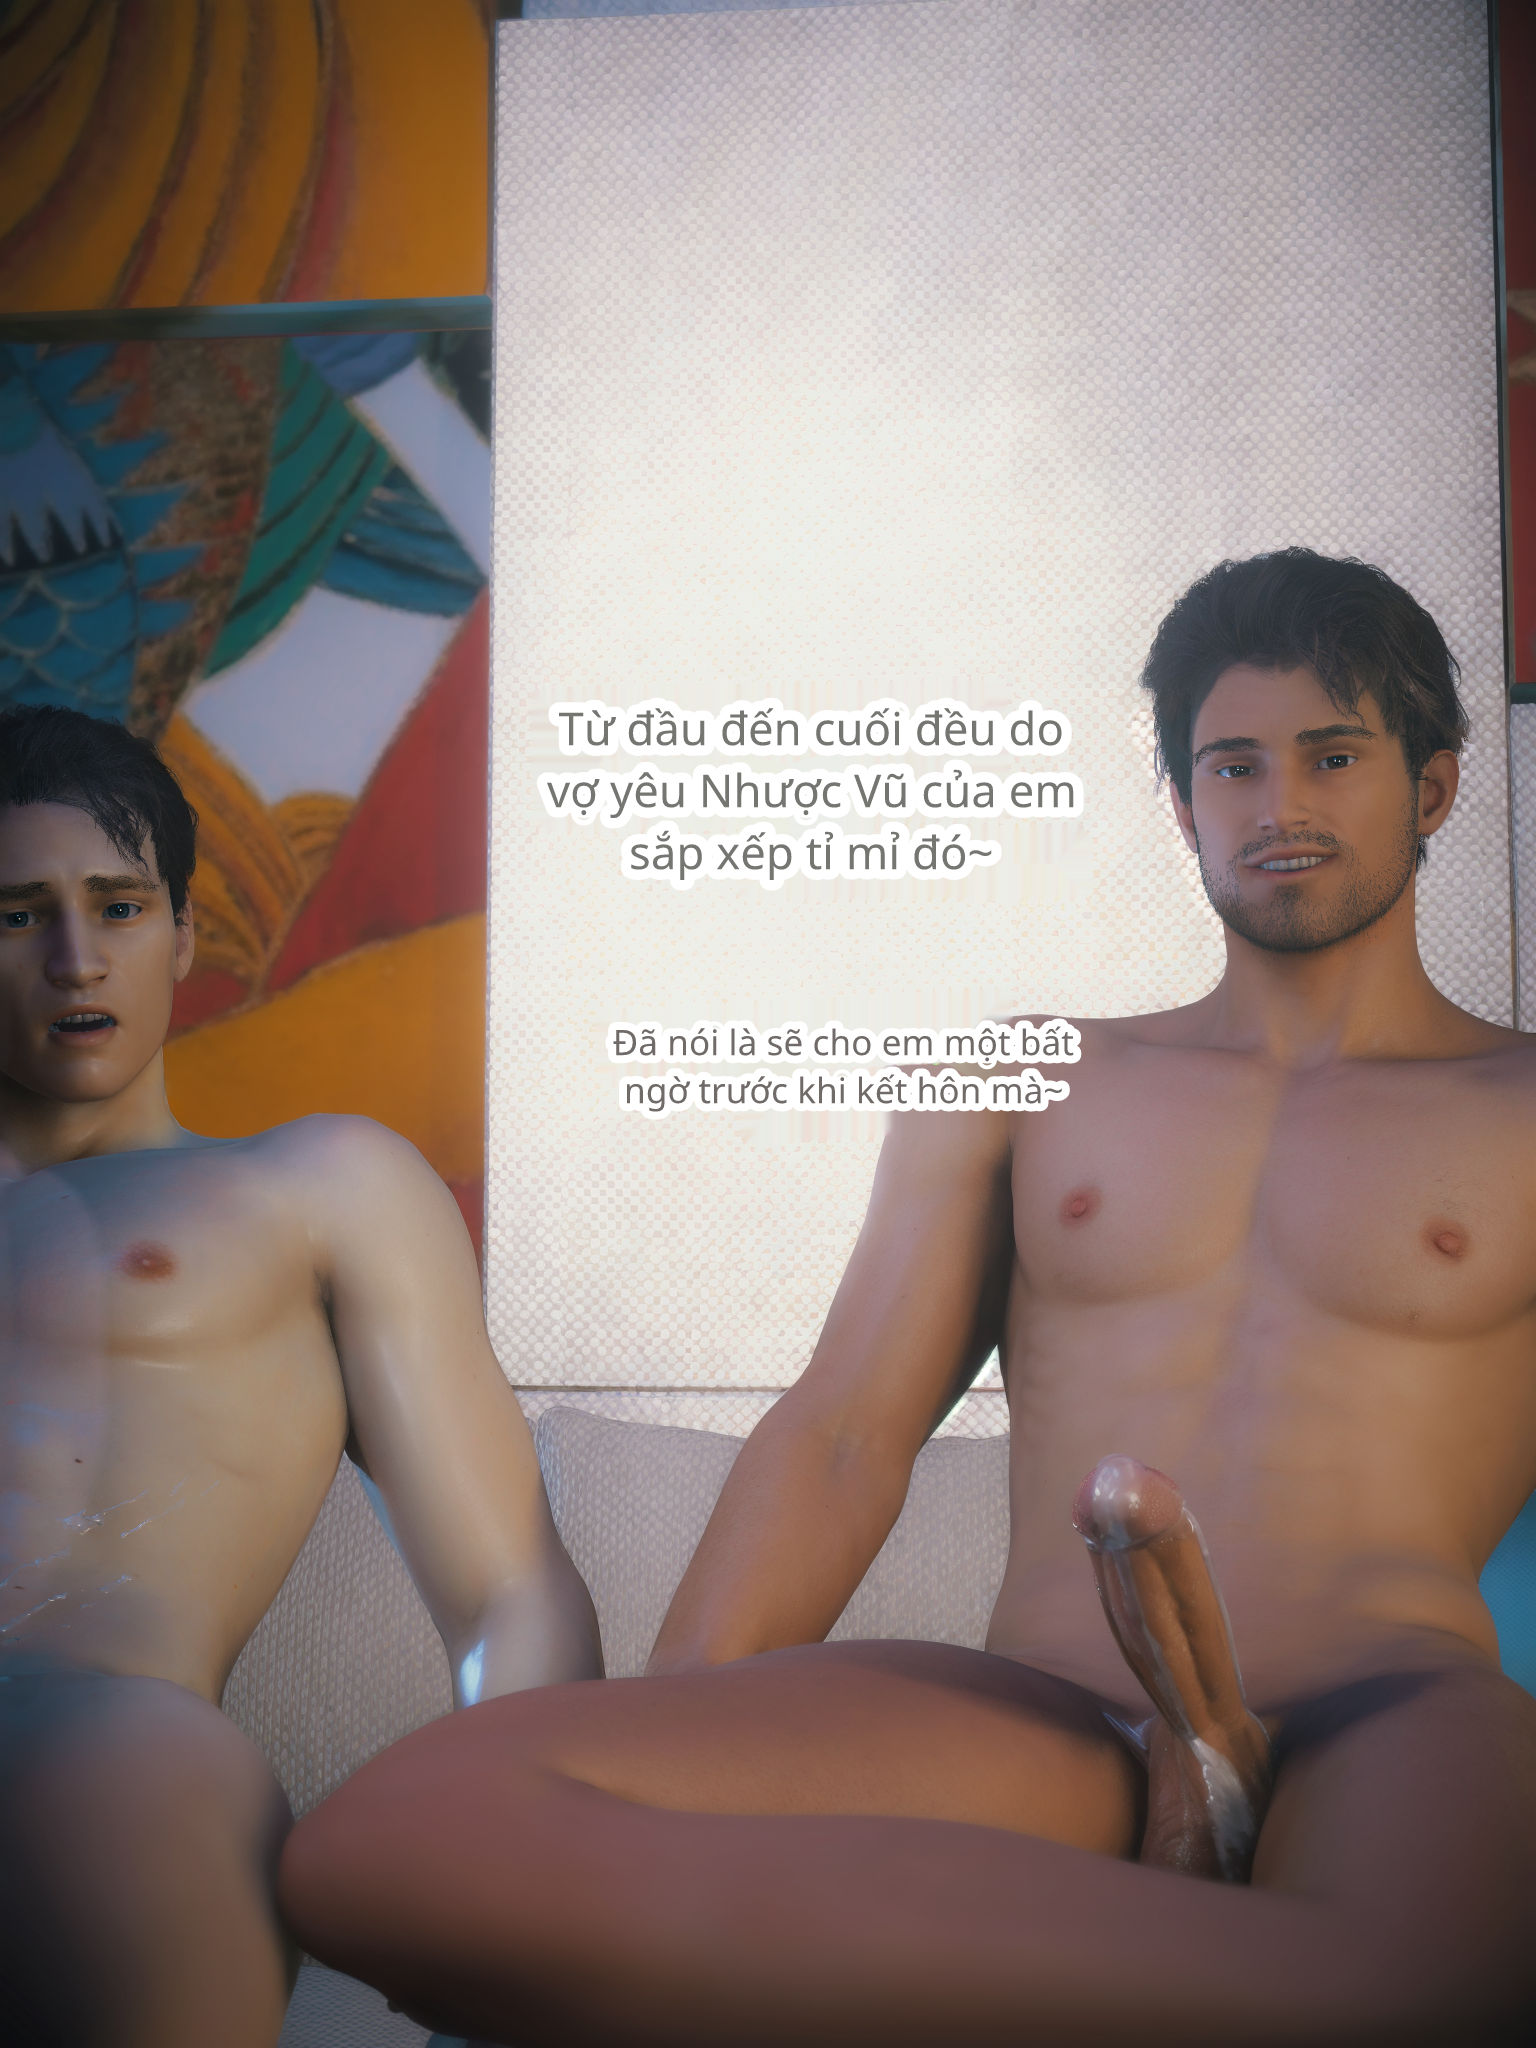 Từ đầu đến cuối đều do
vợ yêu Nhược Vũ của em
sắp xếp tỉ mỉ đó~
Đã nói là sẽ cho em một bất
ngờ trước khi kết hôn mà~